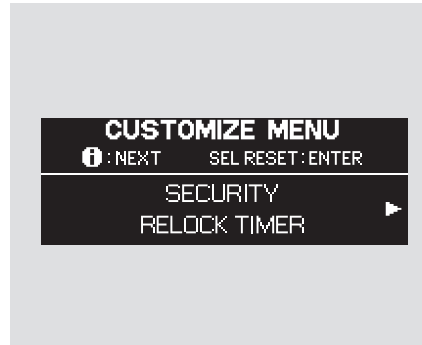 CUSTOMIZE MENU
i : NEXT SEL RESET : ENTER
SECURITY
RELOCK TIMER